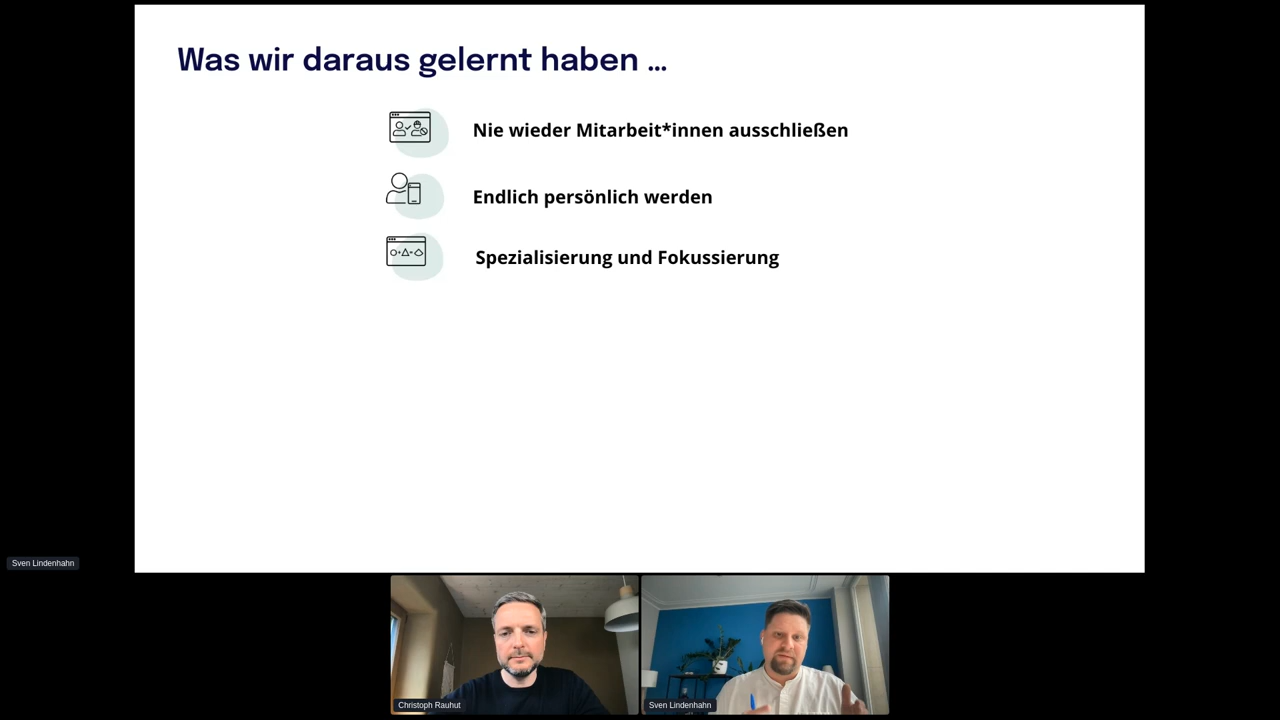 Was wir daraus gelernt haben ...
Nie wieder Mitarbeit*innen ausschließen
Endlich persönlich werden
Spezialisierung und Fokussierung
Sven Lindenhahn
Christoph Rauhut
Sven Lindenhahn